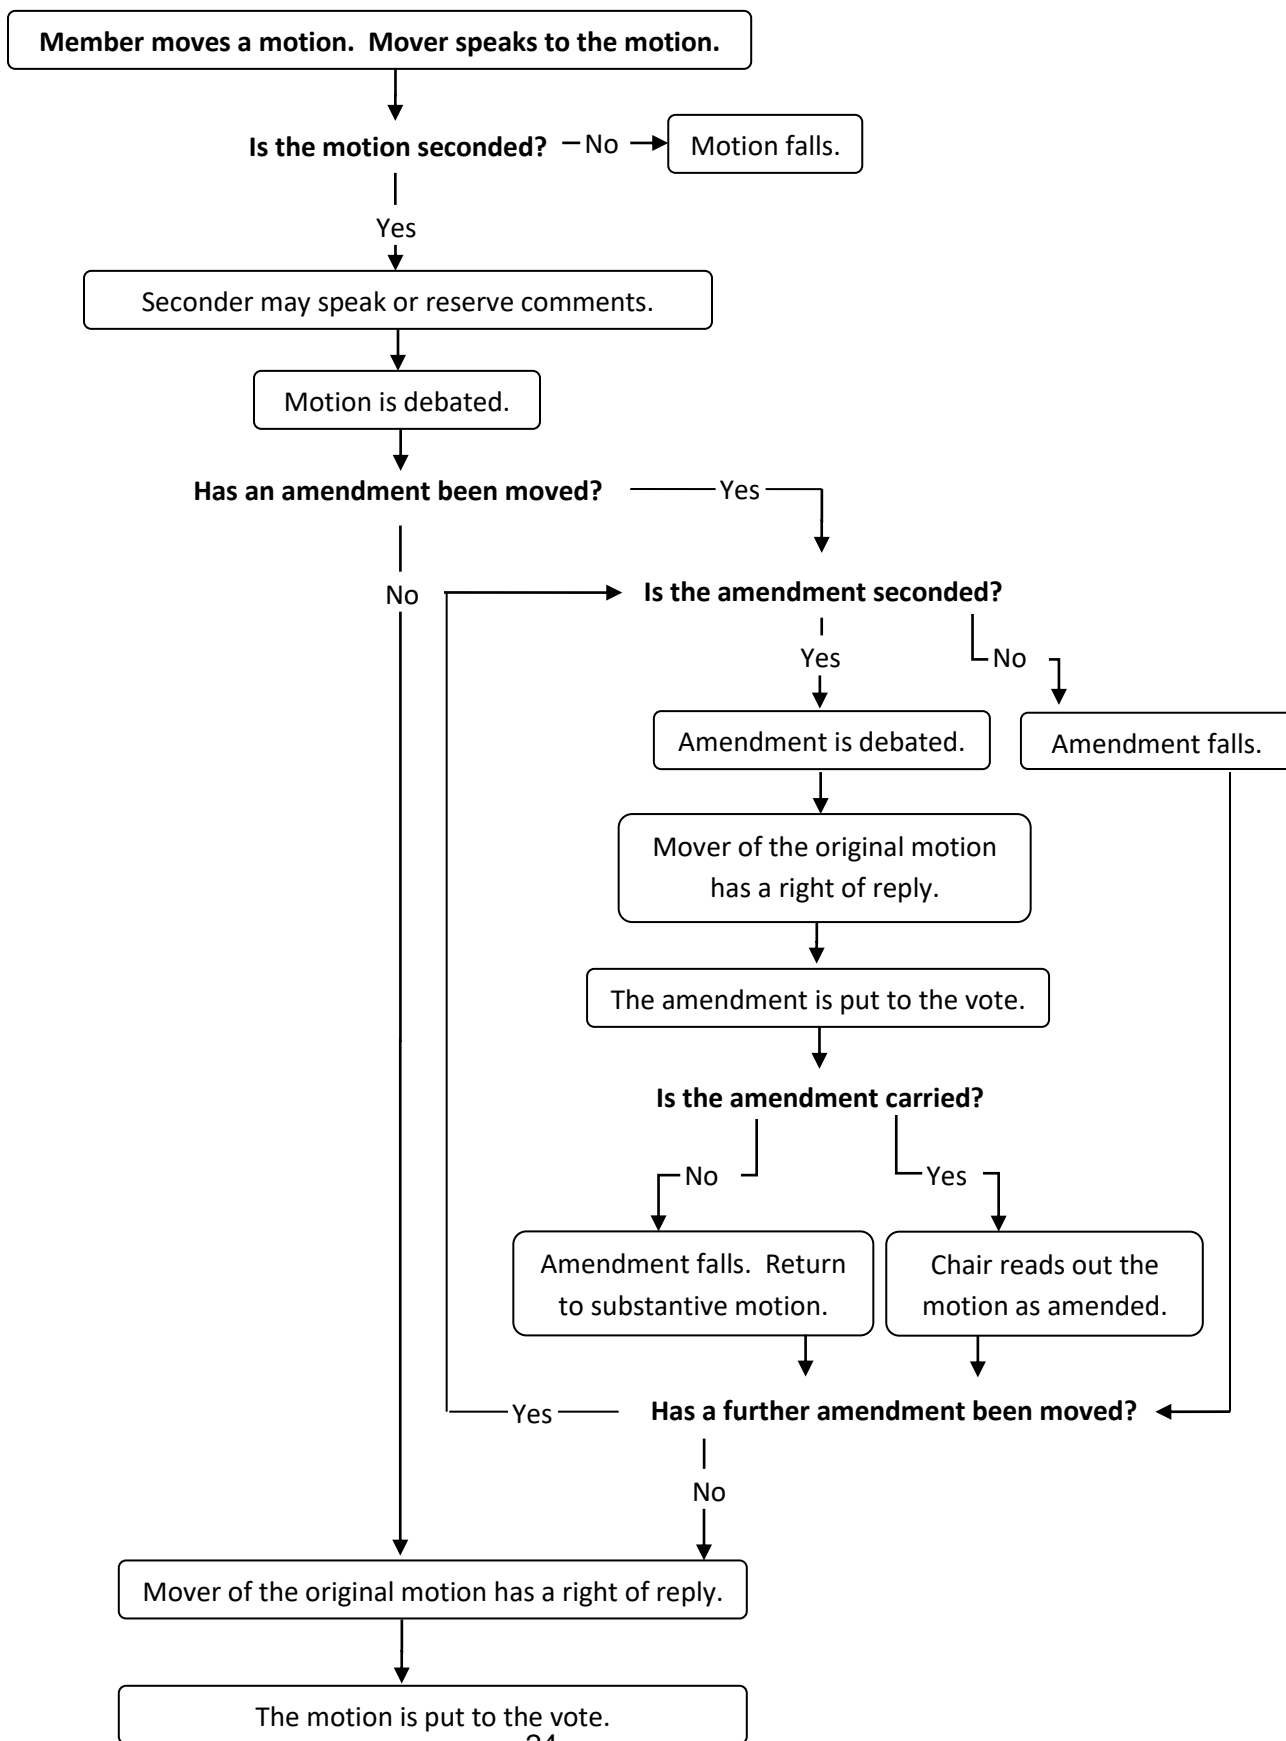 Member moves a motion.  Mover speaks to the motion.
Is the motion seconded?
No
Motion falls.
Yes
Seconder may speak or reserve comments.
Motion is debated.
Has an amendment been moved?
Yes
No
Is the amendment seconded?
Yes
No
Amendment is debated.
Amendment falls.
Mover of the original motion
has a right of reply.
The amendment is put to the vote.
Is the amendment carried?
No
Yes
Amendment falls.  Return
to substantive motion.
Chair reads out the
motion as amended.
Has a further amendment been moved?
Yes
No
Mover of the original motion has a right of reply.
The motion is put to the vote.